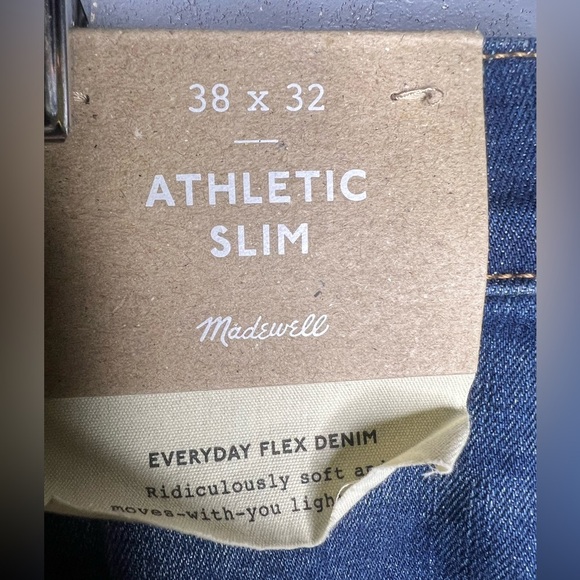 38 x 32
ATHLETIC
SLIM
Madewell
EVERYDAY FLEX DENIM
Ridiculously soft
moves-with-you